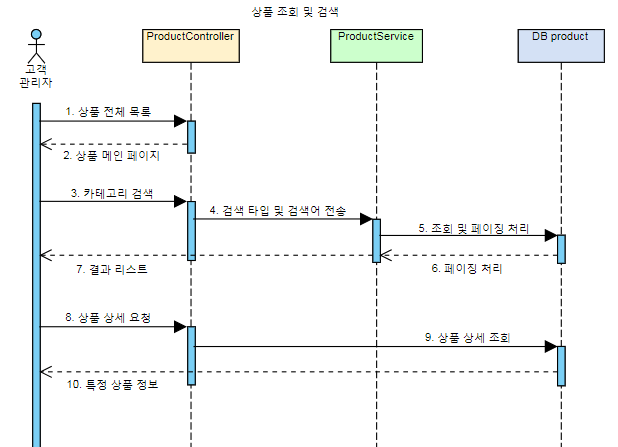 상품 조회 및 검색
ProductController
ProductService
DB product
고객
관리자
1. 상품 전체 목록
2. 상품 메인 페이지
3. 카테고리 검색
4. 검색 타입 및 검색어 전송
5. 조회 및 페이징 처리
6. 페이징 처리
7. 결과 리스트
8. 상품 상세 요청
9. 상품 상세 조회
10. 특정 상품 정보